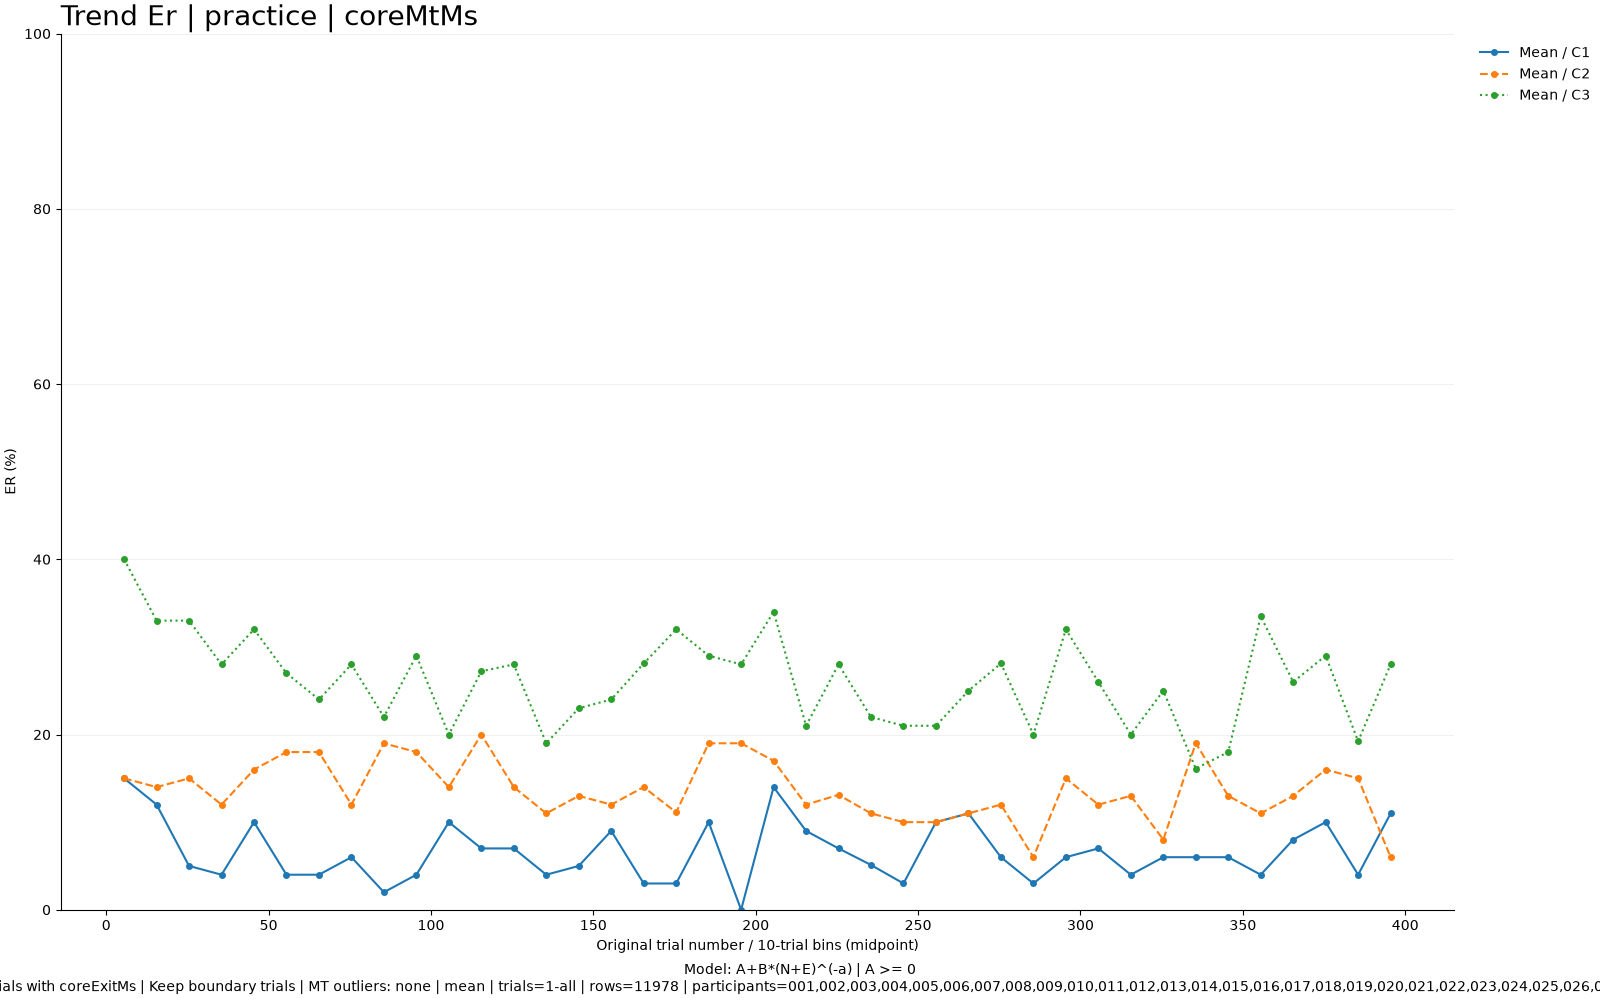 Trend Er | practice | coreMtMs
Mean / C1
Mean / C2
Mean / C3
100
80
60
40
20
0
ER (%)
0 50 100 150 200 250 300 350 400
Original trial number / 10-trial bins (midpoint)
Model: A+B*(N+E)^(-a) | A >= 0
ials with coreExitMs | Keep boundary trials | MT outliers: none | mean | trials=1-all | rows=11978 | participants=001,002,003,004,005,006,007,008,009,010,011,012,013,014,015,016,017,018,019,020,021,022,023,024,025,026,0